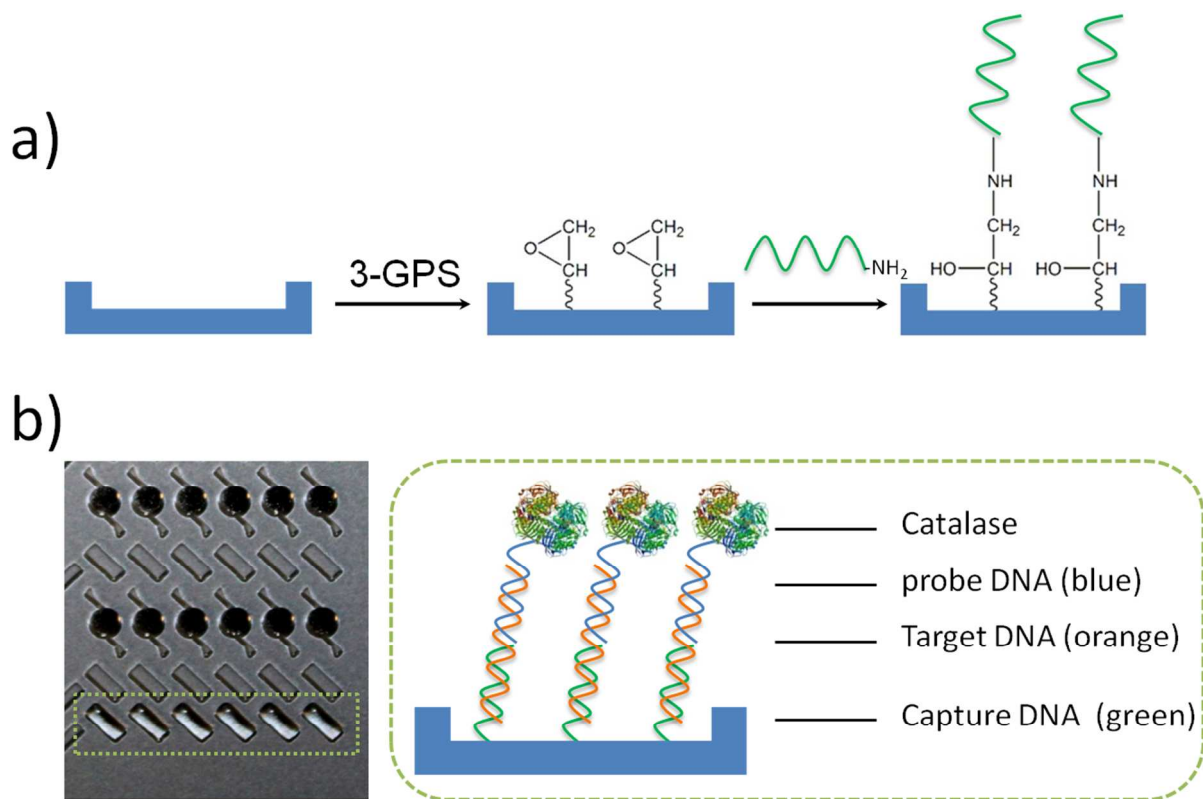 a)
3-GPS
O
CH2
CH
O
CH2
CH
NH2
NH
CH2
HO
CH
NH
CH2
HO
CH
b)
Catalase
probe DNA (blue)
Target DNA (orange)
Capture DNA (green)